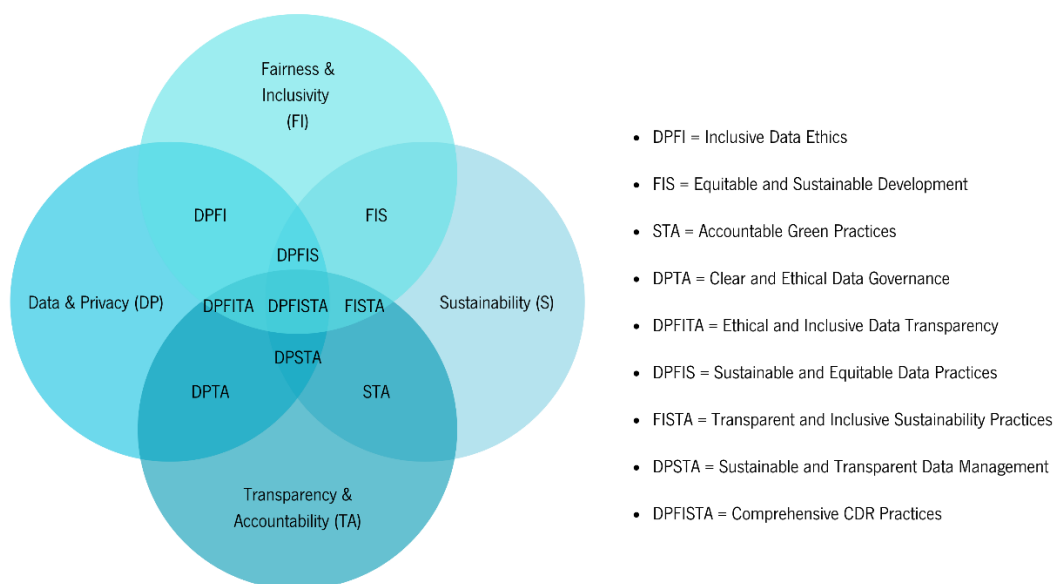 Fairness &
Inclusivity
(FI)
DPFI
FIS
DPFIS
Data & Privacy (DP)
DPFITA
DPFISTA
FISTA
Sustainability (S)
DPSTA
DPTA
STA
Transparency &
Accountability (TA)
• DPFI = Inclusive Data Ethics
• FIS = Equitable and Sustainable Development
• STA = Accountable Green Practices
• DPTA = Clear and Ethical Data Governance
• DPFITA = Ethical and Inclusive Data Transparency
• DPFIS = Sustainable and Equitable Data Practices
• FISTA = Transparent and Inclusive Sustainability Practices
• DPSTA = Sustainable and Transparent Data Management
• DPFISTA = Comprehensive CDR Practices